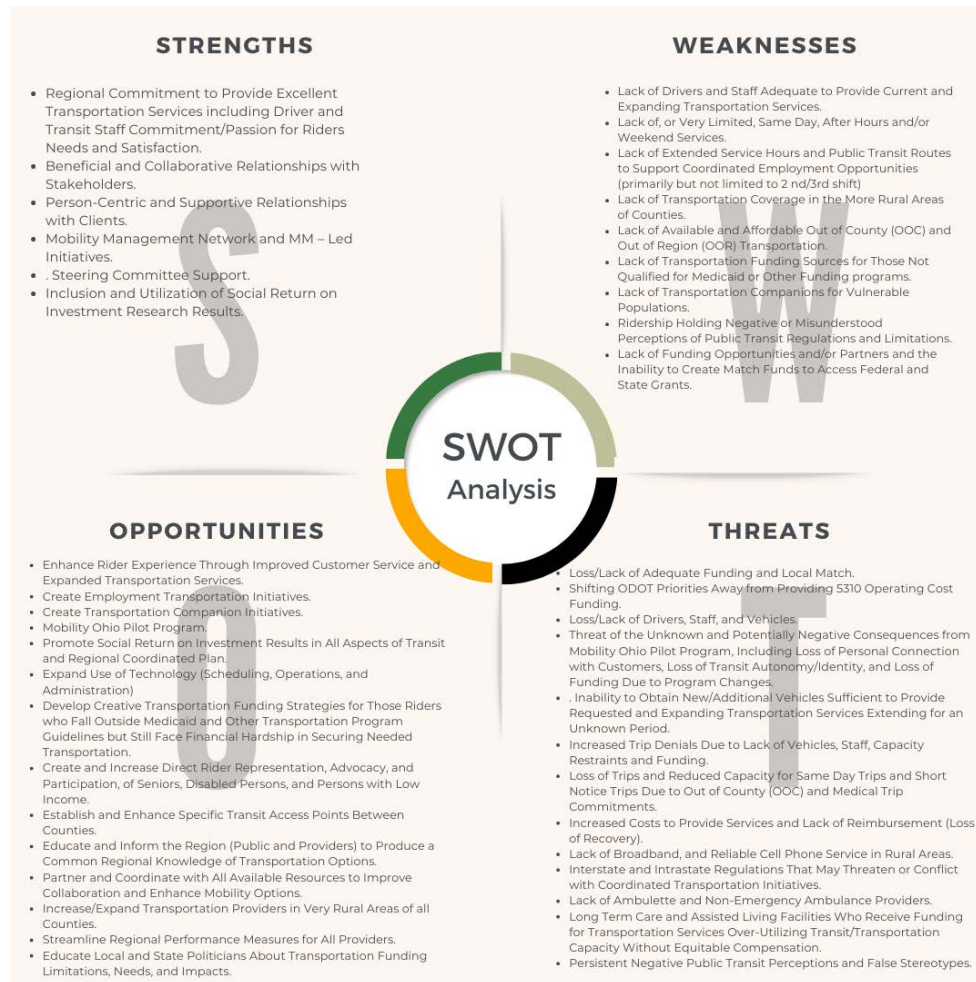 STRENGTHS
• Regional Commitment to Provide Excellent
Transportation Services including Driver and
Transit Staff Commitment/Passion for Riders
Needs and Satisfaction.
• Beneficial and Collaborative Relationships with
Stakeholders.
• Person-Centric and Supportive Relationships
with Clients.
• Mobility Management Network and MM – Led
Initiatives.
• . Steering Committee Support.
• Inclusion and Utilization of Social Return on
Investment Research Results.
S
WEAKNESSES
• Lack of Drivers and Staff Adequate to Provide Current and
Expanding Transportation Services.
• Lack of, or Very Limited, Same Day, After Hours and/or
Weekend Services.
• Lack of Extended Service Hours and Public Transit Routes
to Support Coordinated Employment Opportunities
(primarily but not limited to 2 nd/3rd shift)
• Lack of Transportation Coverage in the More Rural Areas
of Counties.
• Lack of Available and Affordable Out of County (OOC) and
Out of Region (OOR) Transportation.
• Lack of Transportation Funding Sources for Those Not
Qualified for Medicaid or Other Funding programs.
• Lack of Transportation Companions for Vulnerable
Populations.
• Ridership Holding Negative or Misunderstood
Perceptions of Public Transit Regulations and Limitations.
• Lack of Funding Opportunities and/or Partners and the
Inability to Create Match Funds to Access Federal and
State Grants.
W
SWOT
Analysis
OPPORTUNITIES
• Enhance Rider Experience Through Improved Customer Service and
Expanded Transportation Services.
• Create Employment Transportation Initiatives.
• Create Transportation Companion Initiatives.
• Mobility Ohio Pilot Program.
• Promote Social Return on Investment Results in All Aspects of Transit
and Regional Coordinated Plan.
• Expand Use of Technology (Scheduling, Operations, and
Administration)
• Develop Creative Transportation Funding Strategies for Those Riders
who Fall Outside Medicaid and Other Transportation Program
Guidelines but Still Face Financial Hardship in Securing Needed
Transportation.
• Create and Increase Direct Rider Representation, Advocacy, and
Participation, of Seniors, Disabled Persons, and Persons with Low
Income.
• Establish and Enhance Specific Transit Access Points Between
Counties.
• Educate and Inform the Region (Public and Providers) to Produce a
Common Regional Knowledge of Transportation Options.
• Partner and Coordinate with All Available Resources to Improve
Collaboration and Enhance Mobility Options.
• Increase/Expand Transportation Providers in Very Rural Areas of all
Counties.
• Streamline Regional Performance Measures for All Providers.
• Educate Local and State Politicians About Transportation Funding
Limitations, Needs, and Impacts.
O
THREATS
• Loss/Lack of Adequate Funding and Local Match.
• Shifting ODOT Priorities Away from Providing 5310 Operating Cost
Funding.
• Loss/Lack of Drivers, Staff, and Vehicles.
• Threat of the Unknown and Potentially Negative Consequences from
Mobility Ohio Pilot Program, Including Loss of Personal Connection
with Customers, Loss of Transit Autonomy/Identity, and Loss of
Funding Due to Program Changes.
• . Inability to Obtain New/Additional Vehicles Sufficient to Provide
Requested and Expanding Transportation Services Extending for an
Unknown Period.
• Increased Trip Denials Due to Lack of Vehicles, Staff, Capacity
Restraints and Funding.
• Loss of Trips and Reduced Capacity for Same Day Trips and Short
Notice Trips Due to Out of County (OOC) and Medical Trip
Commitments.
• Increased Costs to Provide Services and Lack of Reimbursement (Loss
of Recovery).
• Lack of Broadband, and Reliable Cell Phone Service in Rural Areas.
• Interstate and Intrastate Regulations That May Threaten or Conflict
with Coordinated Transportation Initiatives.
• Lack of Ambulette and Non-Emergency Ambulance Providers.
• Long Term Care and Assisted Living Facilities Who Receive Funding
for Transportation Services Over-Utilizing Transit/Transportation
Capacity Without Equitable Compensation.
• Persistent Negative Public Transit Perceptions and False Stereotypes.
T